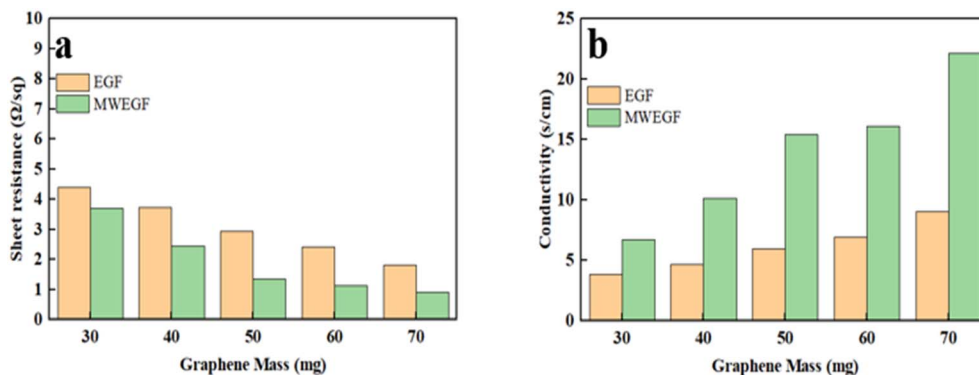 a
EGF
MWEGF
Sheet resistance (Ω/sq)
10
9
8
7
6
5
4
3
2
1
0
30 40 50 60 70
Graphene Mass (mg)
b
EGF
MWEGF
Conductivity (s/cm)
25
20
15
10
5
0
30 40 50 60 70
Graphene Mass (mg)